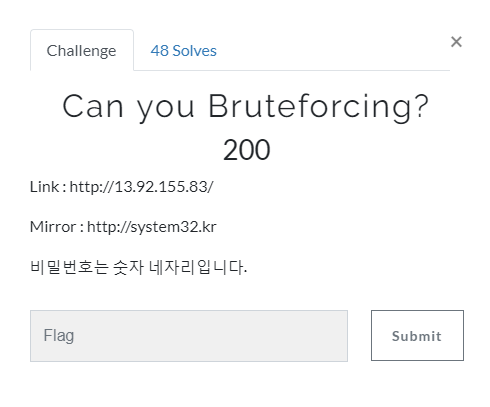 Challenge
48 Solves
×
Can you Bruteforcing?
200
Link : http://13.92.155.83/
Mirror : http://system32.kr
비밀번호는 숫자 네자리입니다.
Flag
Submit